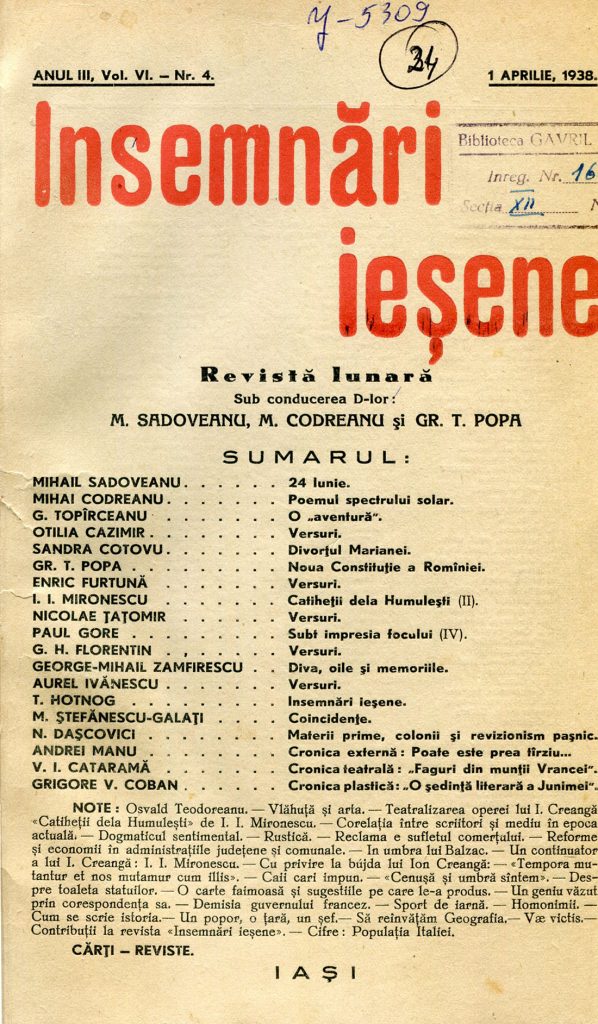 y-5309
24
ANUL III, Vol. VI. — Nr. 4.
1 APRILIE, 1938.
Insemnări
ieșene
Biblioteca GAVRIL
Inreg. Nr. 16
Secția XII N
Revistă lunară
Sub conducerea D-lor:
M. SADOVEANU, M. CODREANU și GR. T. POPA
SUMARUL:
MIHAIL SADOVEANU . . . . . . 24 Iunie.
MIHAI CODREANU . . . . . . . Poemul spectrului solar.
G. TOPÎRCEANU . . . . . . . O „aventură".
OTILIA CAZIMIR . . . . . . . . Versuri.
SANDRA COTOVU . . . . . . . Divorțul Marianei.
GR. T. POPA . . . . . . . . Noua Constituție a Romîniei.
ENRIC FURTUNĂ . . . . . . . Versuri.
I. I. MIRONESCU . . . . . . . Catiheții dela Humulești (II).
NICOLAE ȚAȚOMIR . . . . . . Versuri.
PAUL GORE . . . . . . . . Subt impresia focului (IV).
G. H. FLORENTIN . . . . . . . Versuri.
GEORGE-MIHAIL ZAMFIRESCU . . Diva, oile și memoriile.
AUREL IVĂNESCU . . . . . . Versuri.
T. HOTNOG . . . . . . . . Insemnări ieșene.
M. ȘTEFĂNESCU-GALAȚI . . . . Coincidențe.
N. DAȘCOVICI . . . . . . . Materii prime, colonii și revizionism pașnic.
ANDREI MANU . . . . . . . Cronica externă: Poate este prea tîrziu...
V. I. CATARAMĂ . . . . . . . Cronica teatrală: „Faguri din munții Vrancei".
GRIGORE V. COBAN . . . . . . Cronica plastică: „O ședință literară a Junimei".
NOTE: Osvald Teodoreanu. — Vlăhuță și arta. — Teatralizarea operei lui I. Creangă
«Catiheții dela Humulești» de I. I. Mironescu. — Corelația între scriitori și mediu în epoca
actuală. — Dogmaticul sentimental. — Rustică. — Reclama e sufletul comerțului. — Reforme
și economii în administrațiile județene și comunale. — In umbra lui Balzac. — Un continuator
a lui I. Creangă: I. I. Mironescu. — Cu privire la bújda lui Ion Creangă: — «Tempora mu-
tantur et nos mutamur cum illis». — Caii cari impun. — «Cenușă și umbră sîntem». — Des-
pre toaleta statuilor. — O carte faimoasă și sugestiile pe care le-a produs. — Un geniu văzut
prin corespondența sa. — Demisia guvernului francez. — Sport de iarnă. — Homonimii. —
Cum se scrie istoria. — Un popor, o țară, un șef. — Să reînvățăm Geografia. — Væ victis. —
Contribuții la revista «Insemnări ieșene». — Cifre: Populația Italiei.
CĂRȚI — REVISTE.
IAȘI